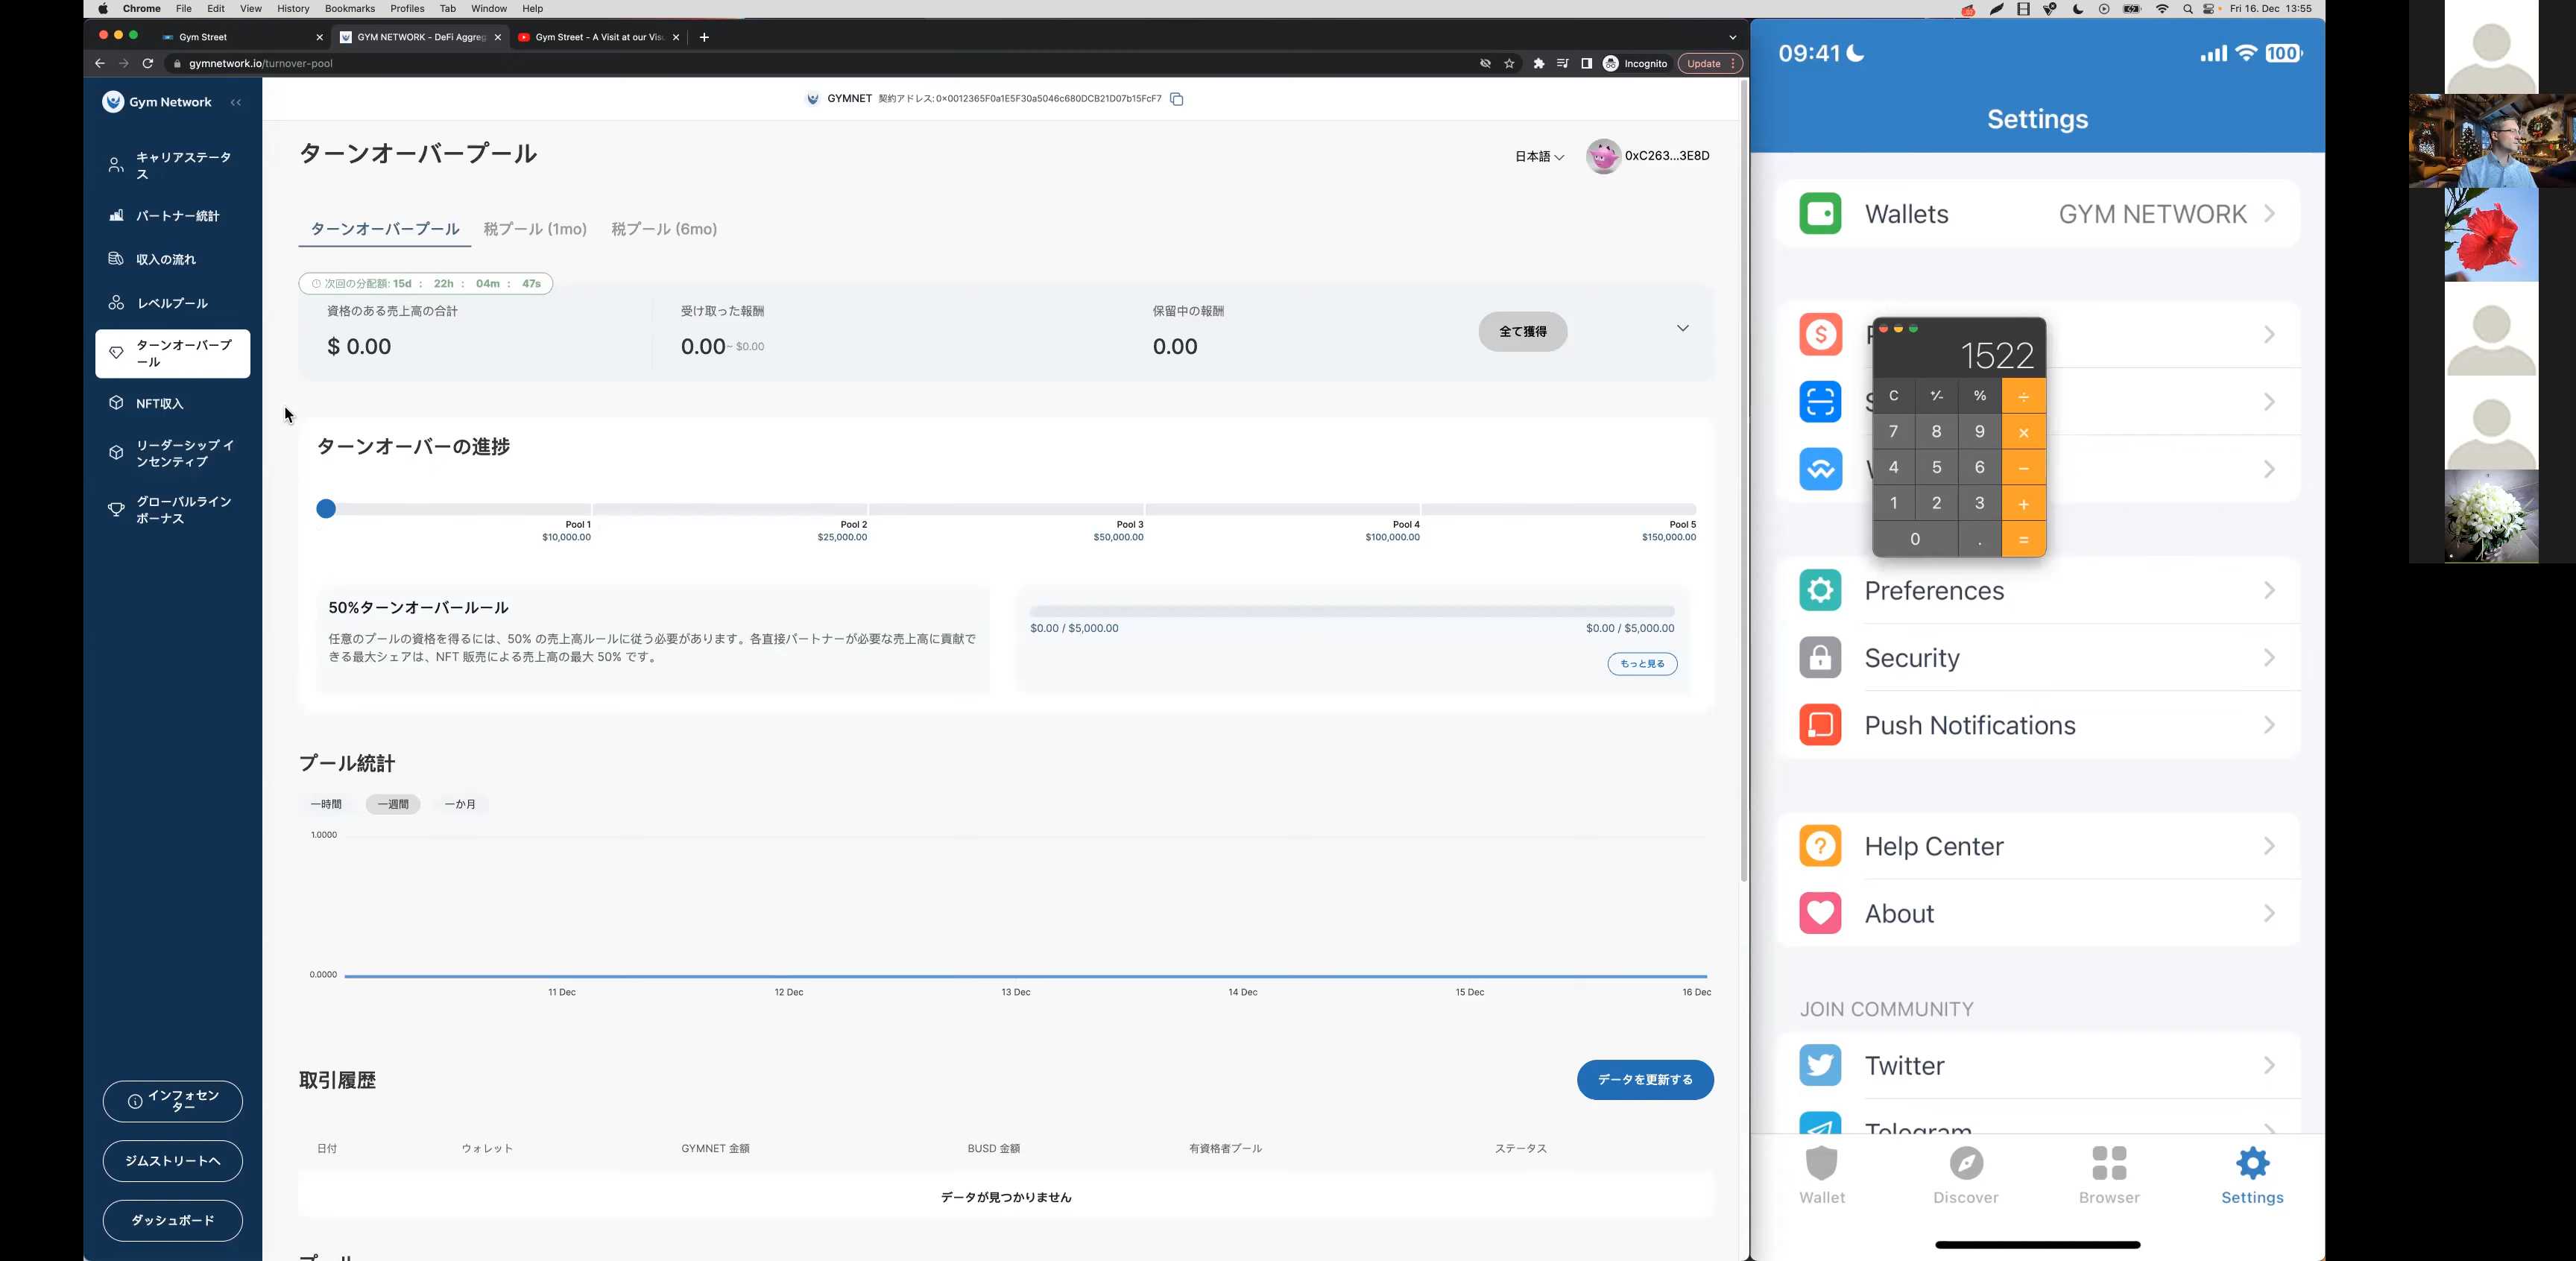 Chrome File Edit View History Bookmarks Profiles Tab Window Help
Fri 16. Dec 13:55
Gym Street
GYM NETWORK - DeFi Aggreg
Gym Street - A Visit at our Visu
gymnetwork.io/turnover-pool
Incognito
Update
Gym Network
GYMNET 契約アドレス: 0x0012365F0a1E5F30a5046c680DCB21D07b15FcF7
キャリアステータ
ス
パートナー統計
収入の流れ
レベルプール
ターンオーバープ
ール
NFT収入
リーダーシップ イ
ンセンティブ
グローバルライン
ボーナス
インフォセン
ター
ジムストリートへ
ダッシュボード
ターンオーバープール
日本語
0xC263...3E8D
ターンオーバープール 税プール (1mo) 税プール (6mo)
次回の分配額: 15d : 22h : 04m : 47s
資格のある売上高の合計
$ 0.00
受け取った報酬
0.00~ $0.00
保留中の報酬
0.00
全て獲得
ターンオーバーの進捗
Pool 1
$10,000.00
Pool 2
$25,000.00
Pool 3
$50,000.00
Pool 4
$100,000.00
Pool 5
$150,000.00
50%ターンオーバールール
任意のプールの資格を得るには、50% の売上高ルールに従う必要があります。各直接パートナーが必要な売上高に貢献で
きる最大シェアは、NFT 販売による売上高の最大 50% です。
$0.00 / $5,000.00
$0.00 / $5,000.00
もっと見る
プール統計
一時間 一週間 一か月
1.0000
0.0000
11 Dec 12 Dec 13 Dec 14 Dec 15 Dec 16 Dec
取引履歴
データを更新する
日付 ウォレット GYMNET 金額 BUSD 金額 有資格者プール ステータス
データが見つかりません
09:41
100
Settings
Wallets GYM NETWORK
1522
C +/- % ÷
7 8 9 ×
4 5 6 −
1 2 3 +
0 . =
Preferences
Security
Push Notifications
Help Center
About
JOIN COMMUNITY
Twitter
Telegram
Wallet Discover Browser Settings